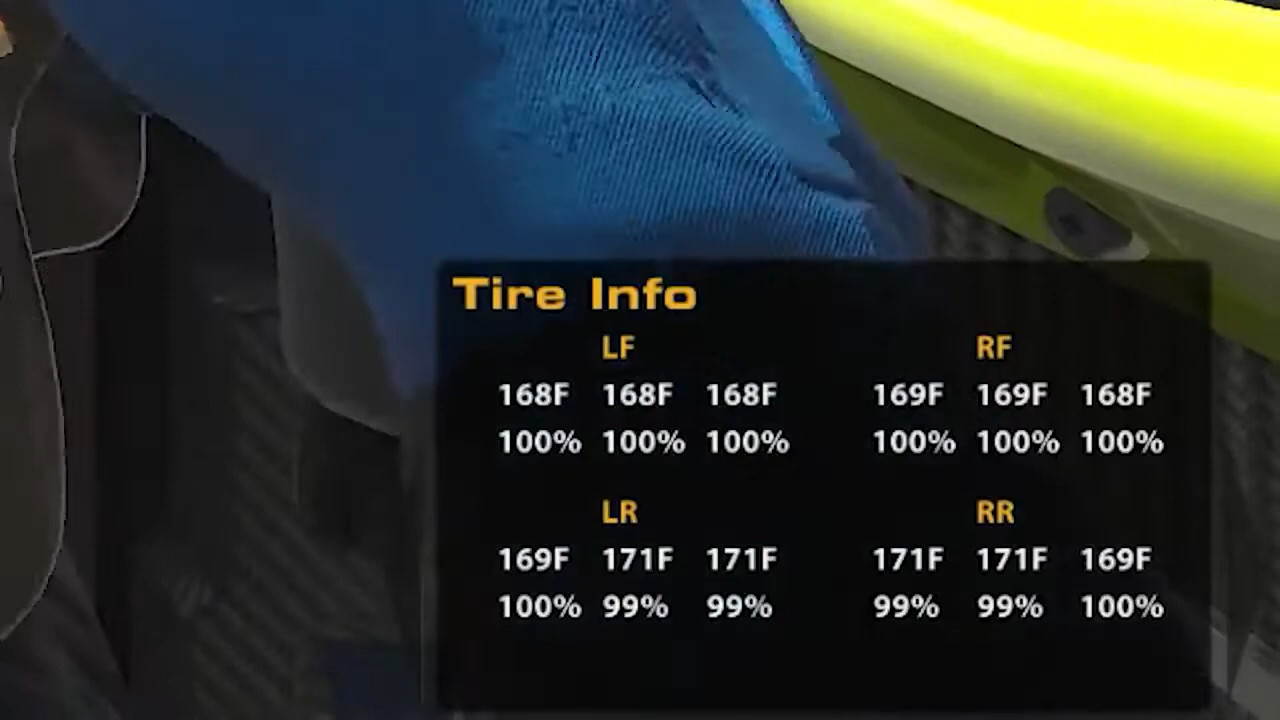 Tire Info
LF RF
168F 168F 168F 169F 169F 168F
100% 100% 100% 100% 100% 100%
LR RR
169F 171F 171F 171F 171F 169F
100% 99% 99% 99% 99% 100%